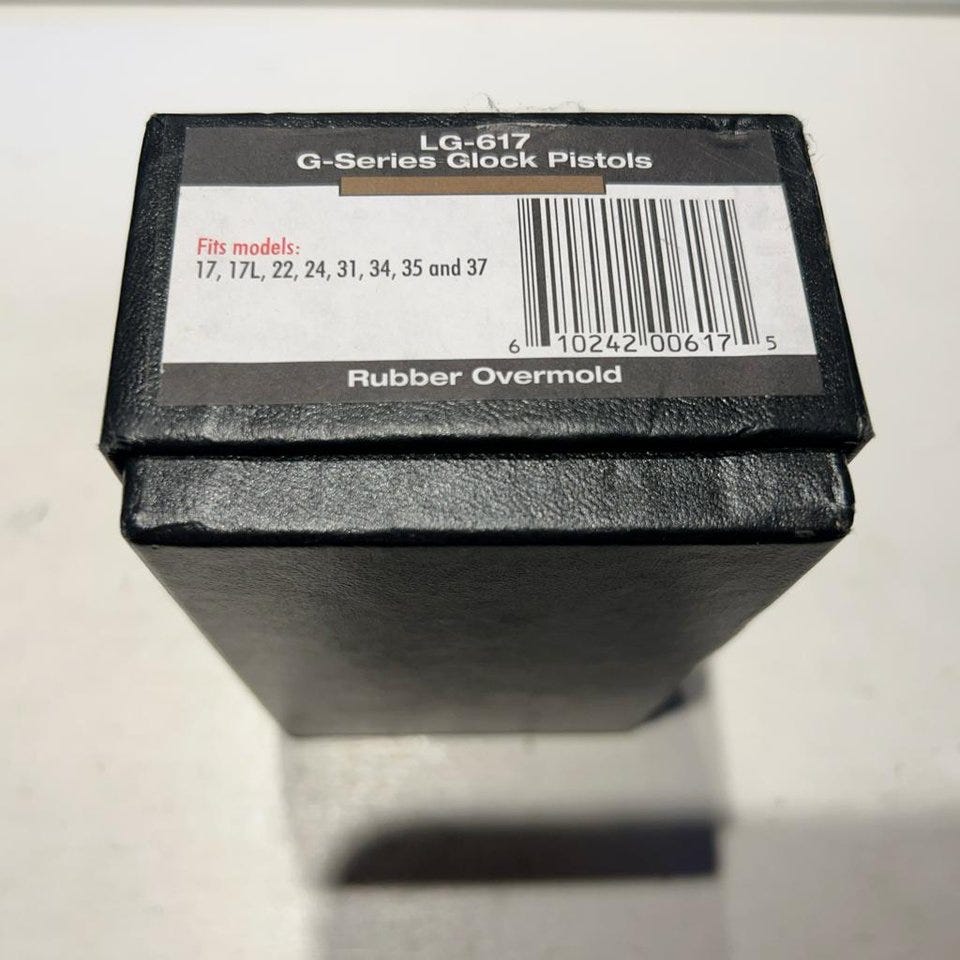 LG-617
G-Series Glock Pistols
Fits models:
17, 17L, 22, 24, 31, 34, 35 and 37
6 10242 00617 5
Rubber Overmold